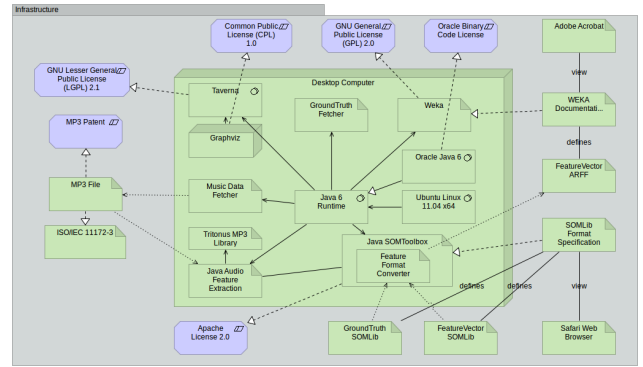 Infrastructure
Common Public
License (CPL)
1.0
GNU General
Public License
(GPL) 2.0
Oracle Binary
Code License
Adobe Acrobat
GNU Lesser General
Public License
(LGPL) 2.1
view
Desktop Computer
Taverna
GroundTruth
Fetcher
Weka
WEKA
Documentati...
MP3 Patent
Graphviz
defines
Oracle Java 6
FeatureVector
ARFF
MP3 File
Music Data
Fetcher
Java 6
Runtime
Ubuntu Linux
11.04 x64
ISO/IEC 11172-3
Tritonus MP3
Library
Java SOMToolbox
SOMLib
Format
Specification
Feature
Format
Converter
Java Audio
Feature
Extraction
defines
defines
view
Apache
License 2.0
GroundTruth
SOMLib
FeatureVector
SOMLib
Safari Web
Browser